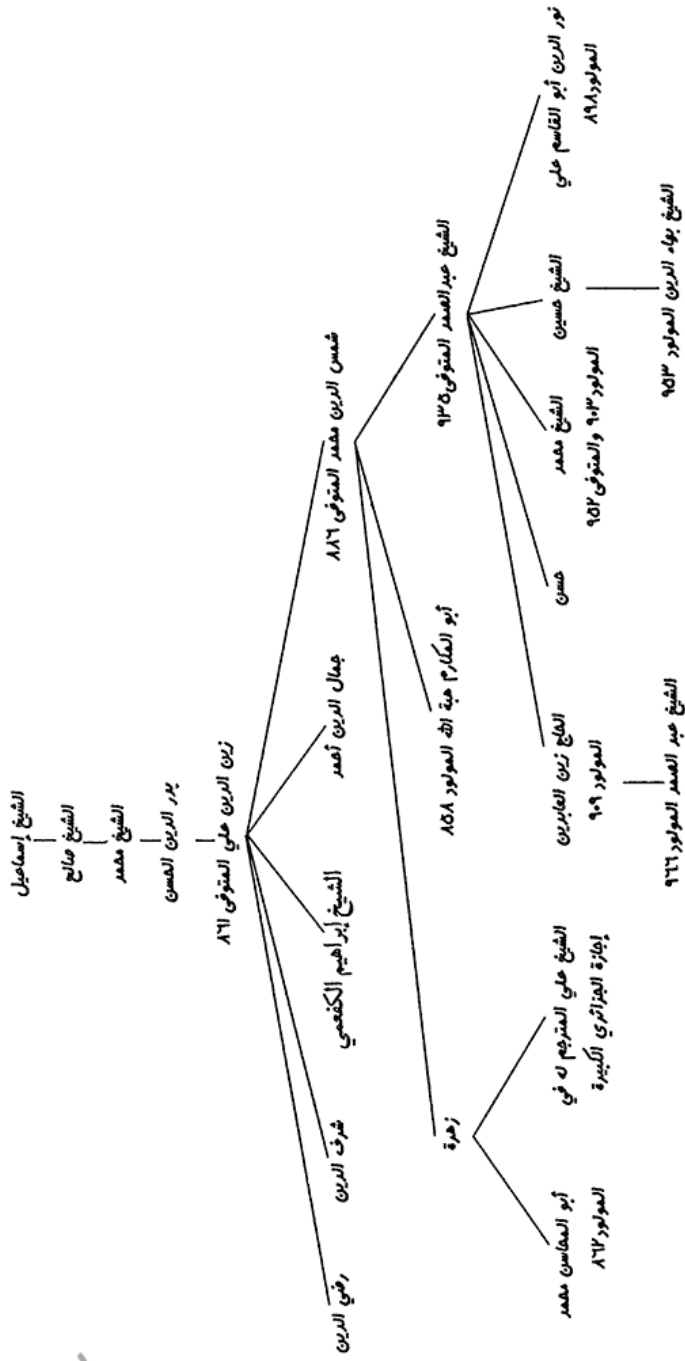 الشيخ إسماعيل
الشيخ صالح
الشيخ محمد
بدر الدين الحسن
زين الدين علي المتوفى ٨٦١
رضي الدين
شرف الدين
الشيخ إبراهيم الكفعمي
جمال الدين أحمد
شمس الدين محمد المتوفى ٨٨٦
زهرة
أبو المكارم هبة الله المولود ٨٥٨
الشيخ عبدالصمد المتوفى ٩٣٥
أبو المحاسن محمد
المولود ٨٦٢
الشيخ علي المترجم له في
إجازة الجزائري الكبيرة
الحاج زين العابدين
المولود ٩٠٩
حسن
الشيخ محمد
المولود ٩٠٣ والمتوفى ٩٥٢
الشيخ حسين
نور الدين أبو القاسم علي
المولود ٨٩٨
الشيخ عبد الصمد المولود ٩٦٦
الشيخ بهاء الدين المولود ٩٥٣